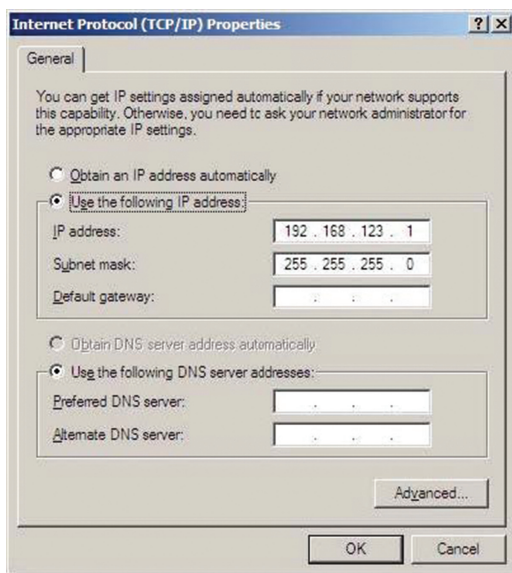 Internet Protocol (TCP/IP) Properties
General
You can get IP settings assigned automatically if your network supports
this capability. Otherwise, you need to ask your network administrator for
the appropriate IP settings.
Obtain an IP address automatically
Use the following IP address:
IP address: 192 . 168 . 123 . 1
Subnet mask: 255 . 255 . 255 . 0
Default gateway: . . .
Obtain DNS server address automatically
Use the following DNS server addresses:
Preferred DNS server: . . .
Alternate DNS server: . . .
Advanced...
OK Cancel